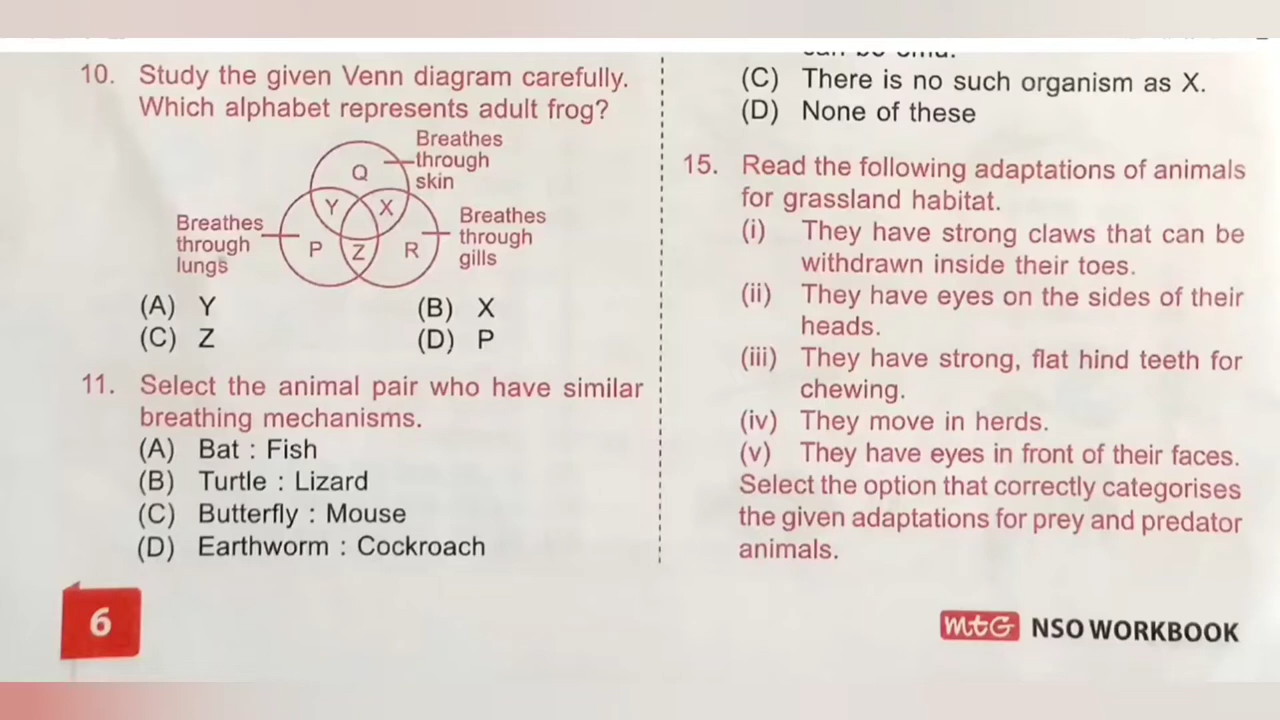 10. Study the given Venn diagram carefully.
Which alphabet represents adult frog?
Breathes
through
skin
Q
Y
X
Breathes
through
lungs
P
Z
R
Breathes
through
gills
(A) Y (B) X
(C) Z (D) P
11. Select the animal pair who have similar
breathing mechanisms.
(A) Bat : Fish
(B) Turtle : Lizard
(C) Butterfly : Mouse
(D) Earthworm : Cockroach
6
(C) There is no such organism as X.
(D) None of these
15. Read the following adaptations of animals
for grassland habitat.
(i) They have strong claws that can be
withdrawn inside their toes.
(ii) They have eyes on the sides of their
heads.
(iii) They have strong, flat hind teeth for
chewing.
(iv) They move in herds.
(v) They have eyes in front of their faces.
Select the option that correctly categorises
the given adaptations for prey and predator
animals.
mtG NSO WORKBOOK